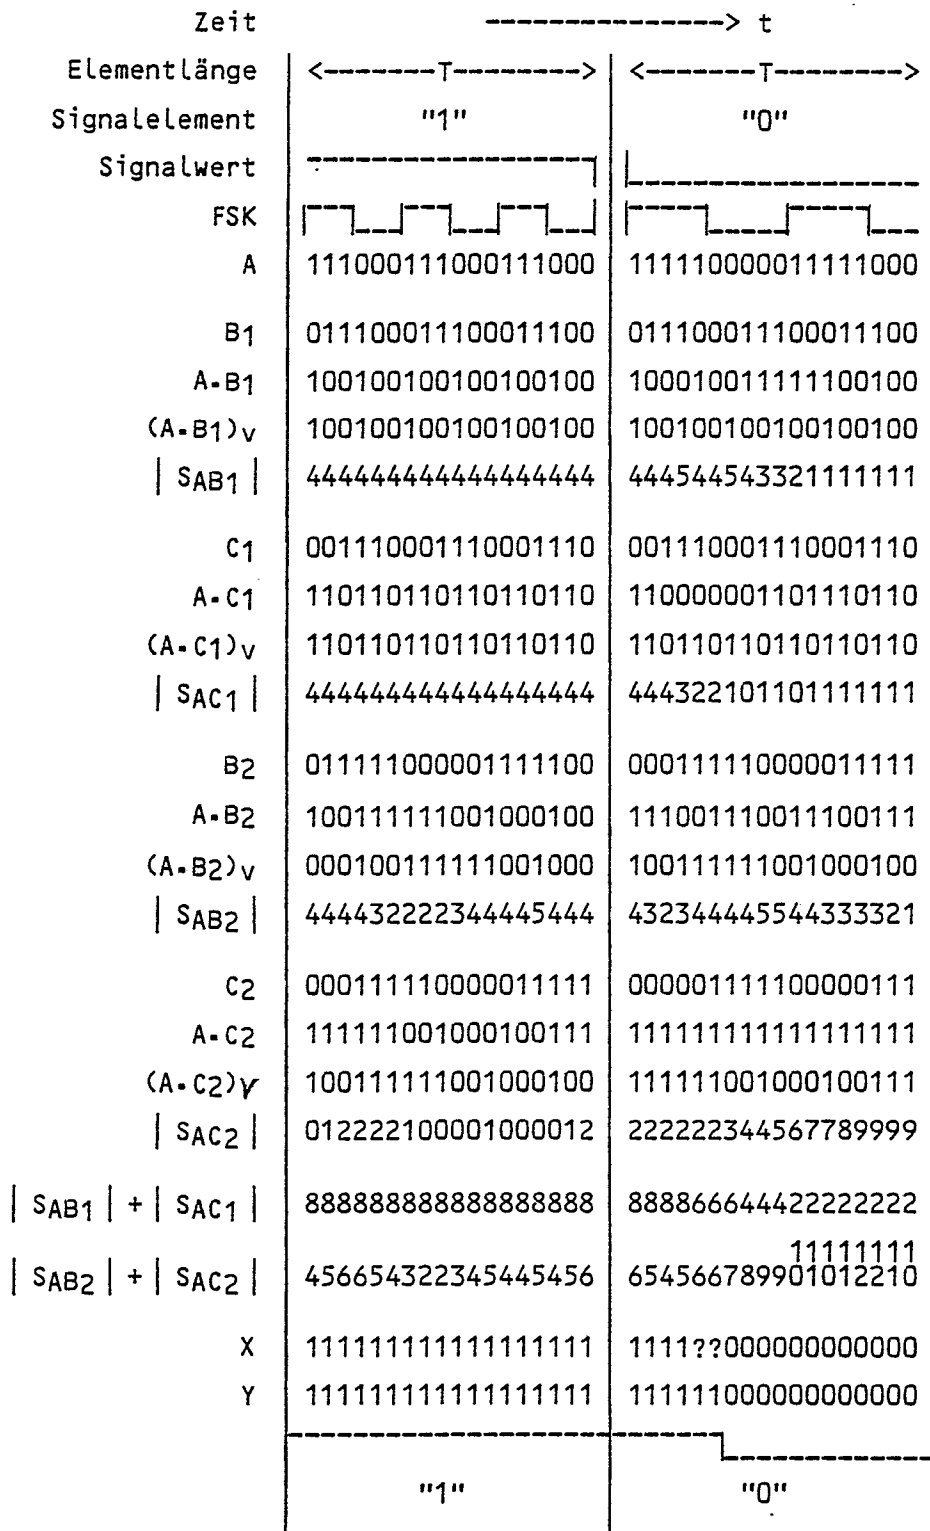 Zeit --------------> t
Elementlänge <--------T--------> <--------T-------->
Signalelement "1" "0"
Signalwert
FSK
A 111000111000111000 111110000011111000
B1 011100011100011100 011100011100011100
A·B1 100100100100100100 100010011111100100
(A·B1)v 100100100100100100 100100100100100100
| SAB1 | 444444444444444444 444544543321111111
C1 001110001110001110 001110001110001110
A·C1 110110110110110110 110000001101110110
(A·C1)v 110110110110110110 110110110110110110
| SAC1 | 444444444444444444 444322101101111111
B2 011111000001111100 000111110000011111
A·B2 100111111001000100 111001110011100111
(A·B2)v 000100111111001000 100111111001000100
| SAB2 | 444432222344445444 432344445544333321
C2 000111110000011111 000001111100000111
A·C2 111111001000100111 111111111111111111
(A·C2)v 100111111001000100 111111001000100111
| SAC2 | 012222100001000012 222222344567789999
| SAB1 | + | SAC1 | 888888888888888888 888866644422222222
11111111
| SAB2 | + | SAC2 | 456654322345445456 654566789901012210
X 111111111111111111 1111??000000000000
Y 111111111111111111 111111000000000000
"1" "0"